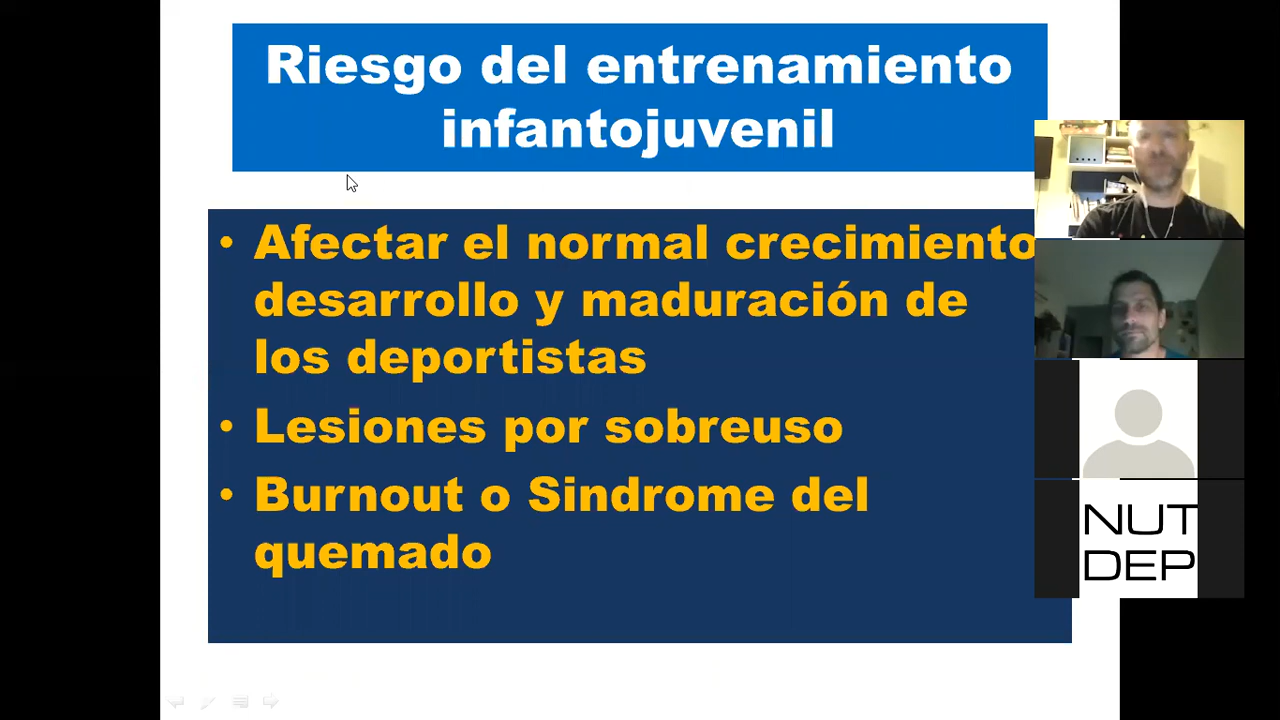 Riesgo del entrenamiento
infantojuvenil
• Afectar el normal crecimiento
desarrollo y maduración de
los deportistas
• Lesiones por sobreuso
• Burnout o Sindrome del
quemado
NUT
DEP